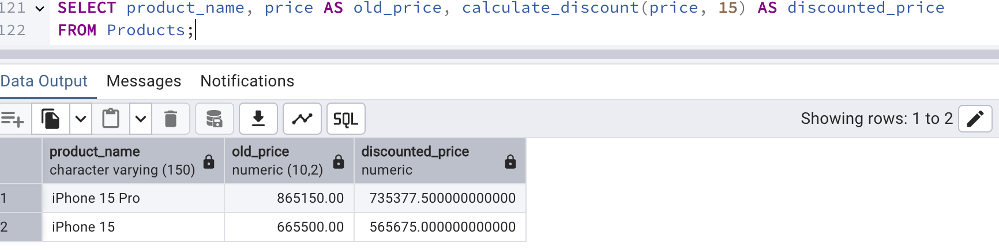 121 SELECT product_name, price AS old_price, calculate_discount(price, 15) AS discounted_price
122 FROM Products;
Data Output Messages Notifications
SQL Showing rows: 1 to 2
product_name old_price discounted_price
character varying (150) numeric (10,2) numeric
1 iPhone 15 Pro 865150.00 735377.500000000000
2 iPhone 15 665500.00 565675.000000000000